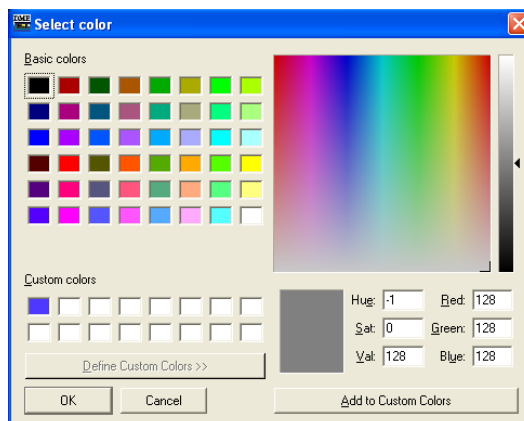 Select color
Basic colors
Custom colors
Define Custom Colors >>
OK
Cancel
Hue: -1
Red: 128
Sat: 0
Green: 128
Val: 128
Blue: 128
Add to Custom Colors